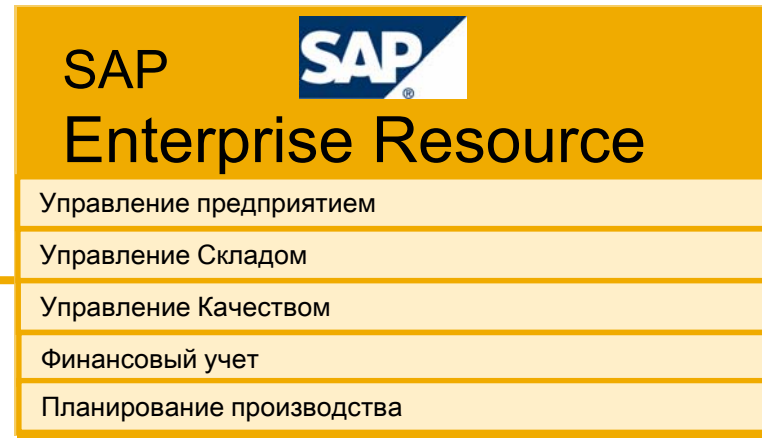 SAP
SAP
®
Enterprise Resource
Управление предприятием
Управление Складом
Управление Качеством
Финансовый учет
Планирование производства